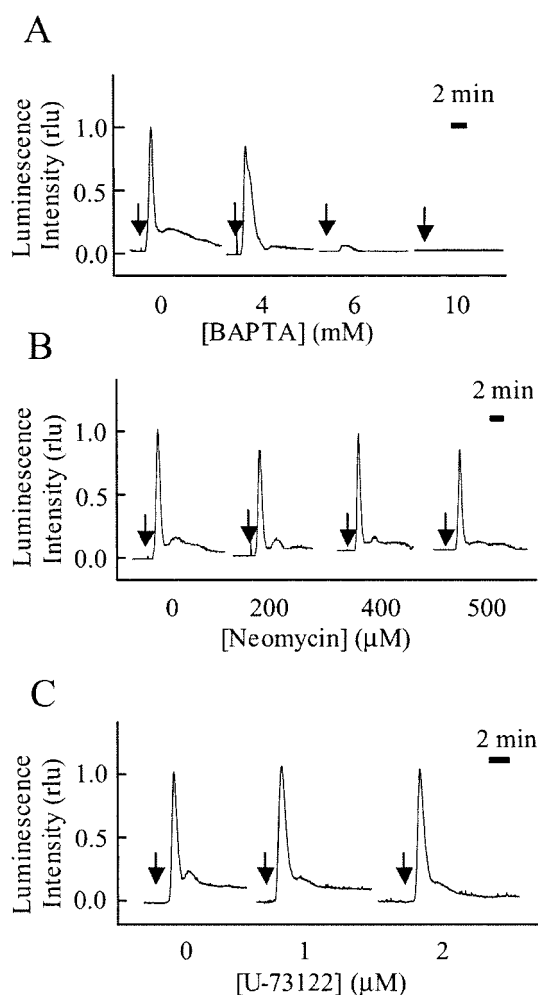 A
2 min
Luminescence
Intensity (rlu)
1.0
0.5
0.0
0 4 6 10
[BAPTA] (mM)
B
2 min
Luminescence
Intensity (rlu)
1.0
0.5
0.0
0 200 400 500
[Neomycin] (μM)
C
2 min
Luminescence
Intensity (rlu)
1.0
0.5
0.0
0 1 2
[U-73122] (μM)